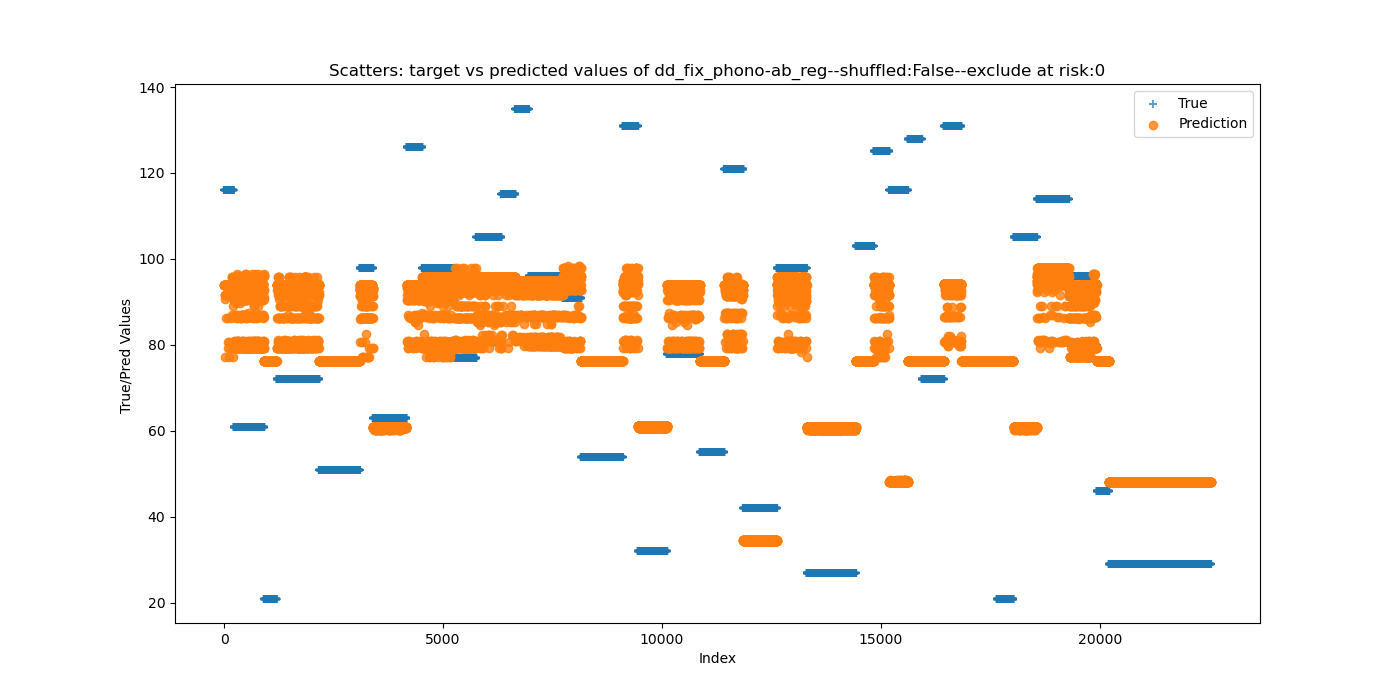 Scatters: target vs predicted values of dd_fix_phono-ab_reg--shuffled:False--exclude at risk:0
True
Prediction
140
120
100
80
60
40
20
True/Pred Values
0
5000
10000
15000
20000
Index